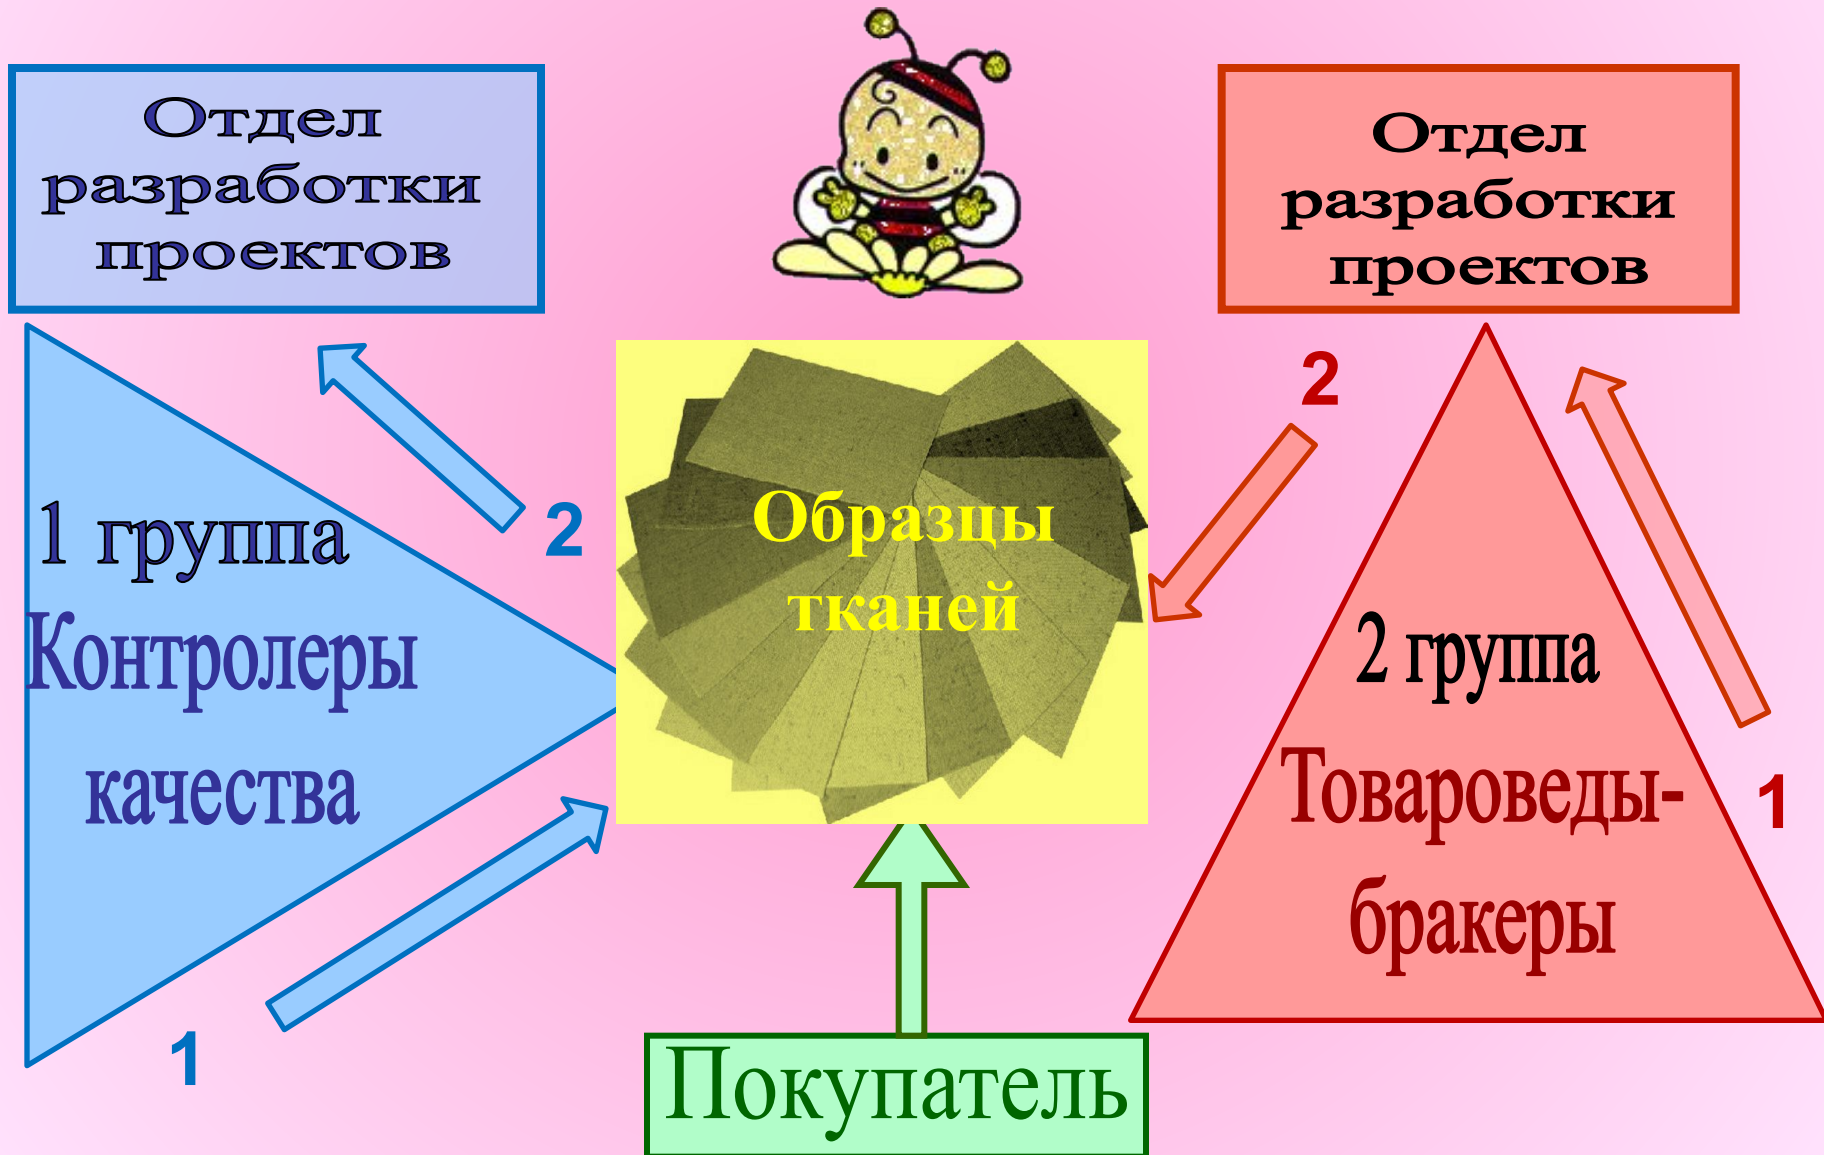 Отдел
разработки
проектов
2
1 группа
Контролеры
качества
1
Образцы
тканей
Покупатель
Отдел
разработки
проектов
2
2 группа
Товароведы-
бракеры
1